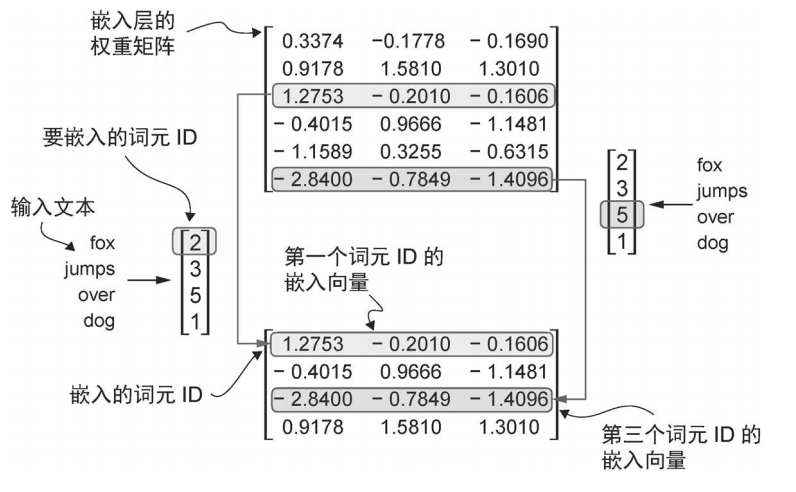 嵌入层的
权重矩阵
0.3374 −0.1778 − 0.1690
0.9178 1.5810 1.3010
1.2753 − 0.2010 − 0.1606
− 0.4015 0.9666 − 1.1481
− 1.1589 0.3255 − 0.6315
− 2.8400 − 0.7849 − 1.4096
要嵌入的词元 ID
输入文本
fox
jumps
over
dog
2
3
5
1
2
3
5
1
fox
jumps
over
dog
第一个词元 ID 的
嵌入向量
1.2753 − 0.2010 − 0.1606
− 0.4015 0.9666 − 1.1481
− 2.8400 − 0.7849 − 1.4096
0.9178 1.5810 1.3010
嵌入的词元 ID
第三个词元 ID 的
嵌入向量